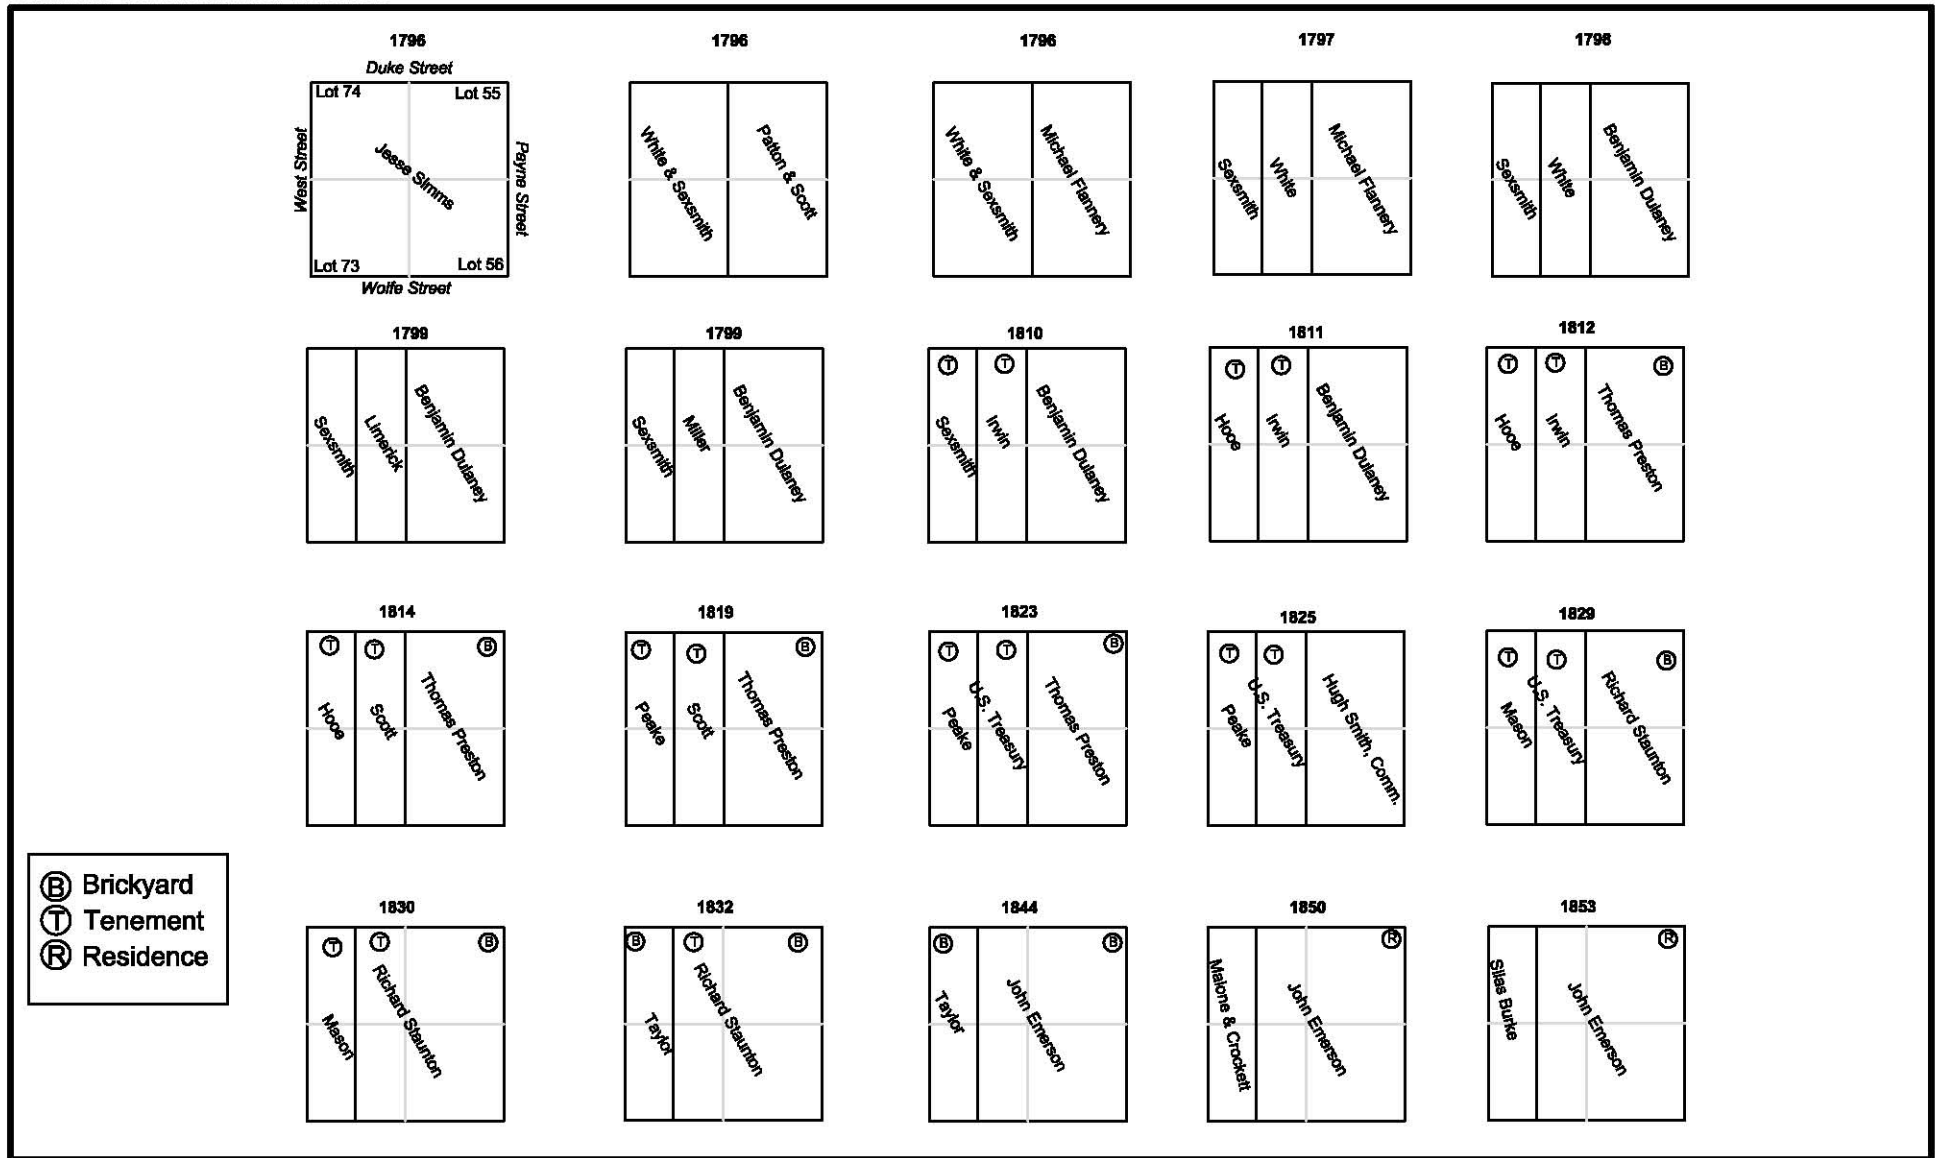 1796
1796
1796
1797
1798
Duke Street
Lot 74
Lot 55
West Street
Jesse Simms
Payne Street
Lot 73
Lot 56
Wolfe Street
White & Sexsmith
Patton & Scott
White & Sexsmith
Michael Flannery
Sexsmith
White
Michael Flannery
Sexsmith
White
Benjamin Dulaney
1799
1799
1810
1811
1812
Sexsmith
Limerick
Benjamin Dulaney
Sexsmith
Miller
Benjamin Dulaney
T
T
Sexsmith
Irwin
Benjamin Dulaney
T
T
Hooe
Irwin
Benjamin Dulaney
T
T
B
Hooe
Irwin
Thomas Preston
1814
1819
1823
1825
1829
T
T
B
Hooe
Scott
Thomas Preston
T
T
B
Peake
Scott
Thomas Preston
T
T
B
Peake
U.S. Treasury
Thomas Preston
T
T
Peake
U.S. Treasury
Hugh Smith, Comm.
T
T
B
Mason
U.S. Treasury
Richard Staunton
B Brickyard
T Tenement
R Residence
1830
1832
1844
1850
1853
T
T
B
Mason
Richard Staunton
B
T
B
Taylor
Richard Staunton
B
B
Taylor
John Emerson
R
Malone & Crockett
John Emerson
R
Silas Burke
John Emerson